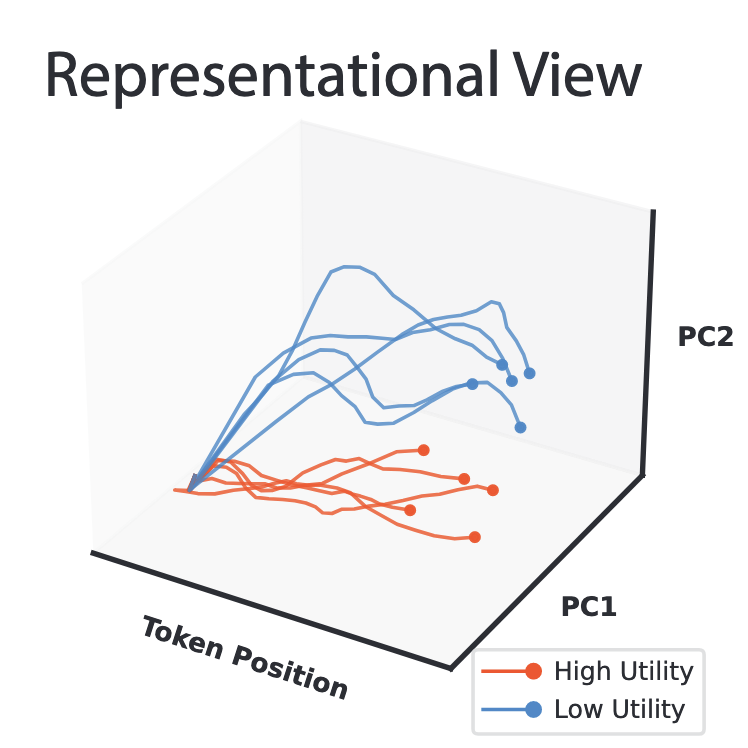 Representational View
PC2
PC1
Token Position
High Utility
Low Utility